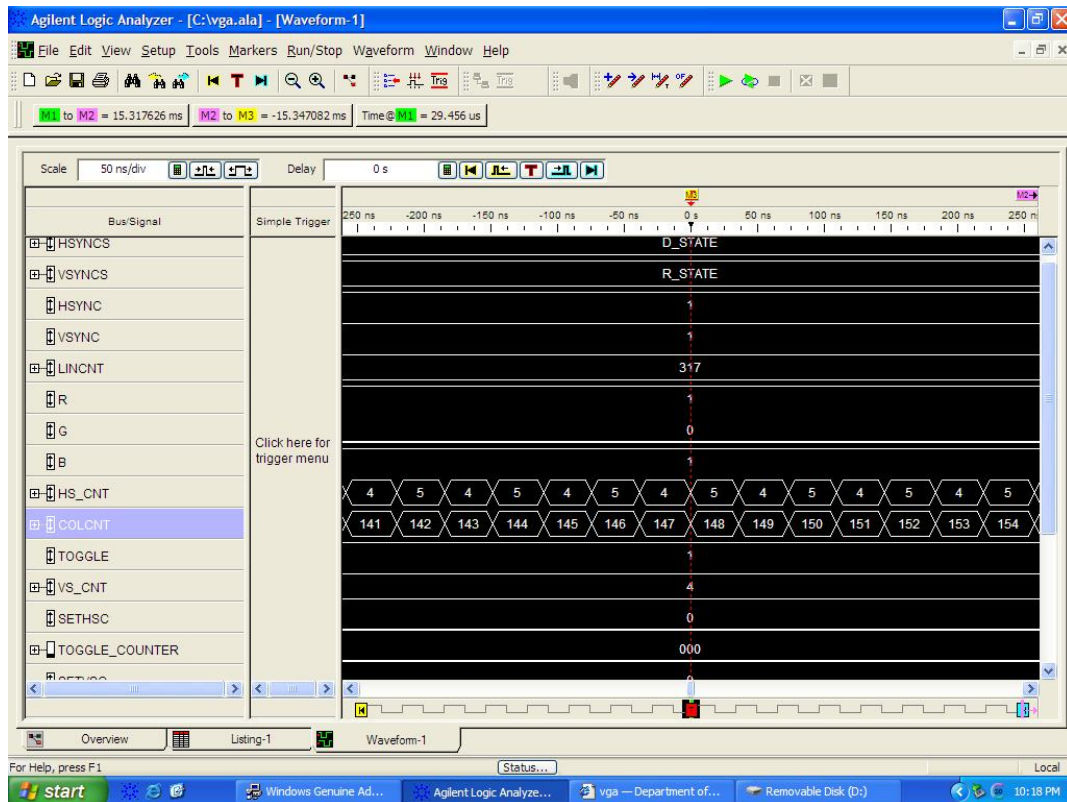 Agilent Logic Analyzer - [C:\vga.ala] - [Waveform-1]
File Edit View Setup Tools Markers Run/Stop Waveform Window Help
M1 to M2 = 15.317626 ms M2 to M3 = -15.347082 ms Time@M1 = 29.456 us
Scale 50 ns/div Delay 0 s
M3 M2
Bus/Signal Simple Trigger 250 ns -200 ns -150 ns -100 ns -50 ns 0 s 50 ns 100 ns 150 ns 200 ns 250 n
HSYNCS D_STATE
VSYNCS R_STATE
HSYNC 1
VSYNC 1
LINCNT 317
R 1
G 0
Click here for trigger menu
B 1
HS_CNT 4 5 4 5 4 5 4 5 4 5 4 5 4 5
COLCNT 141 142 143 144 145 146 147 148 149 150 151 152 153 154
TOGGLE 1
VS_CNT 4
SETHSC 0
TOGGLE_COUNTER 000
Overview Listing-1 Waveform-1
For Help, press F1 Status... Local
start Windows Genuine Ad... Agilent Logic Analyze... vga — Department of... Removable Disk (D:) 10:18 PM